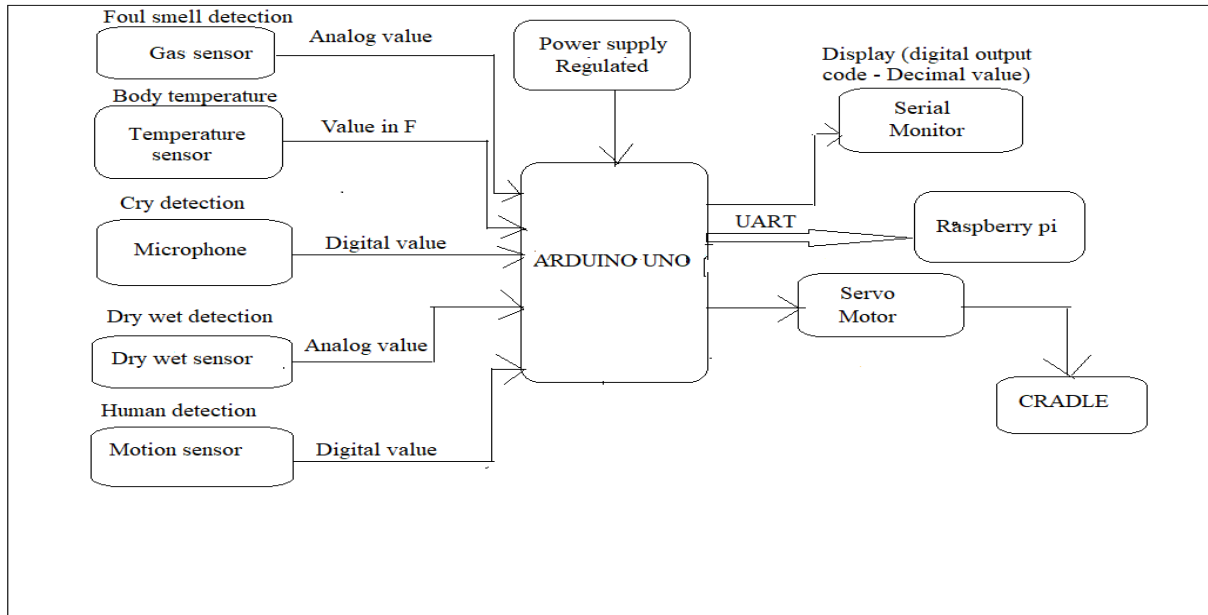 Foul smell detection
Gas sensor
Analog value
Body temperature
Temperature
sensor
Value in F
Cry detection
Microphone
Digital value
Dry wet detection
Dry wet sensor
Analog value
Human detection
Motion sensor
Digital value
Power supply
Regulated
ARDUINO UNO
Display (digital output
code - Decimal value)
Serial
Monitor
UART
Raspberry pi
Servo
Motor
CRADLE